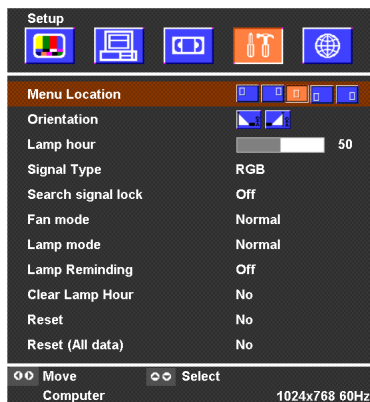 Setup
Menu Location
Orientation
Lamp hour 50
Signal Type RGB
Search signal lock Off
Fan mode Normal
Lamp mode Normal
Lamp Reminding Off
Clear Lamp Hour No
Reset No
Reset (All data) No
Move Select
Computer 1024x768 60Hz